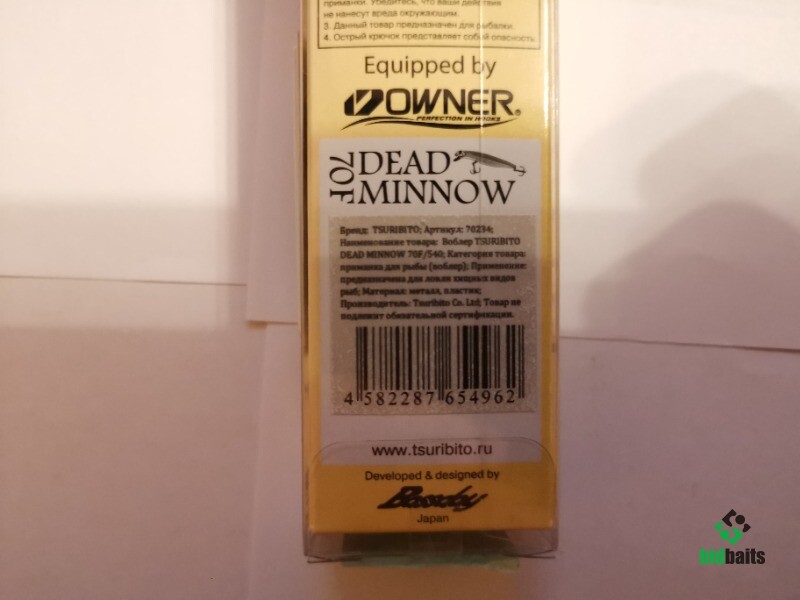 приманки. Убедитесь, что ваши действия
не нанесут вреда окружающим.
3. Данный товар предназначен для рыбалки.
4. Острый крючок представляет собой опасность.
Equipped by
OWNER®
PERFECTION IN HOOKS
70F
DEAD
MINNOW
Бренд: TSURIBITO; Артикул: 70234;
Наименование товара: Воблер TSURIBITO
DEAD MINNOW 70F/540; Категория товара:
приманка для рыбы (воблер); Применение:
предназначена для ловли хищных видов
рыб; Материал: металл, пластик;
Производитель: Tsuribito Co. Ltd; Товар не
подлежит обязательной сертификации.
4 582287 654962
www.tsuribito.ru
Developed & designed by
Bassday
Japan
bidbaits